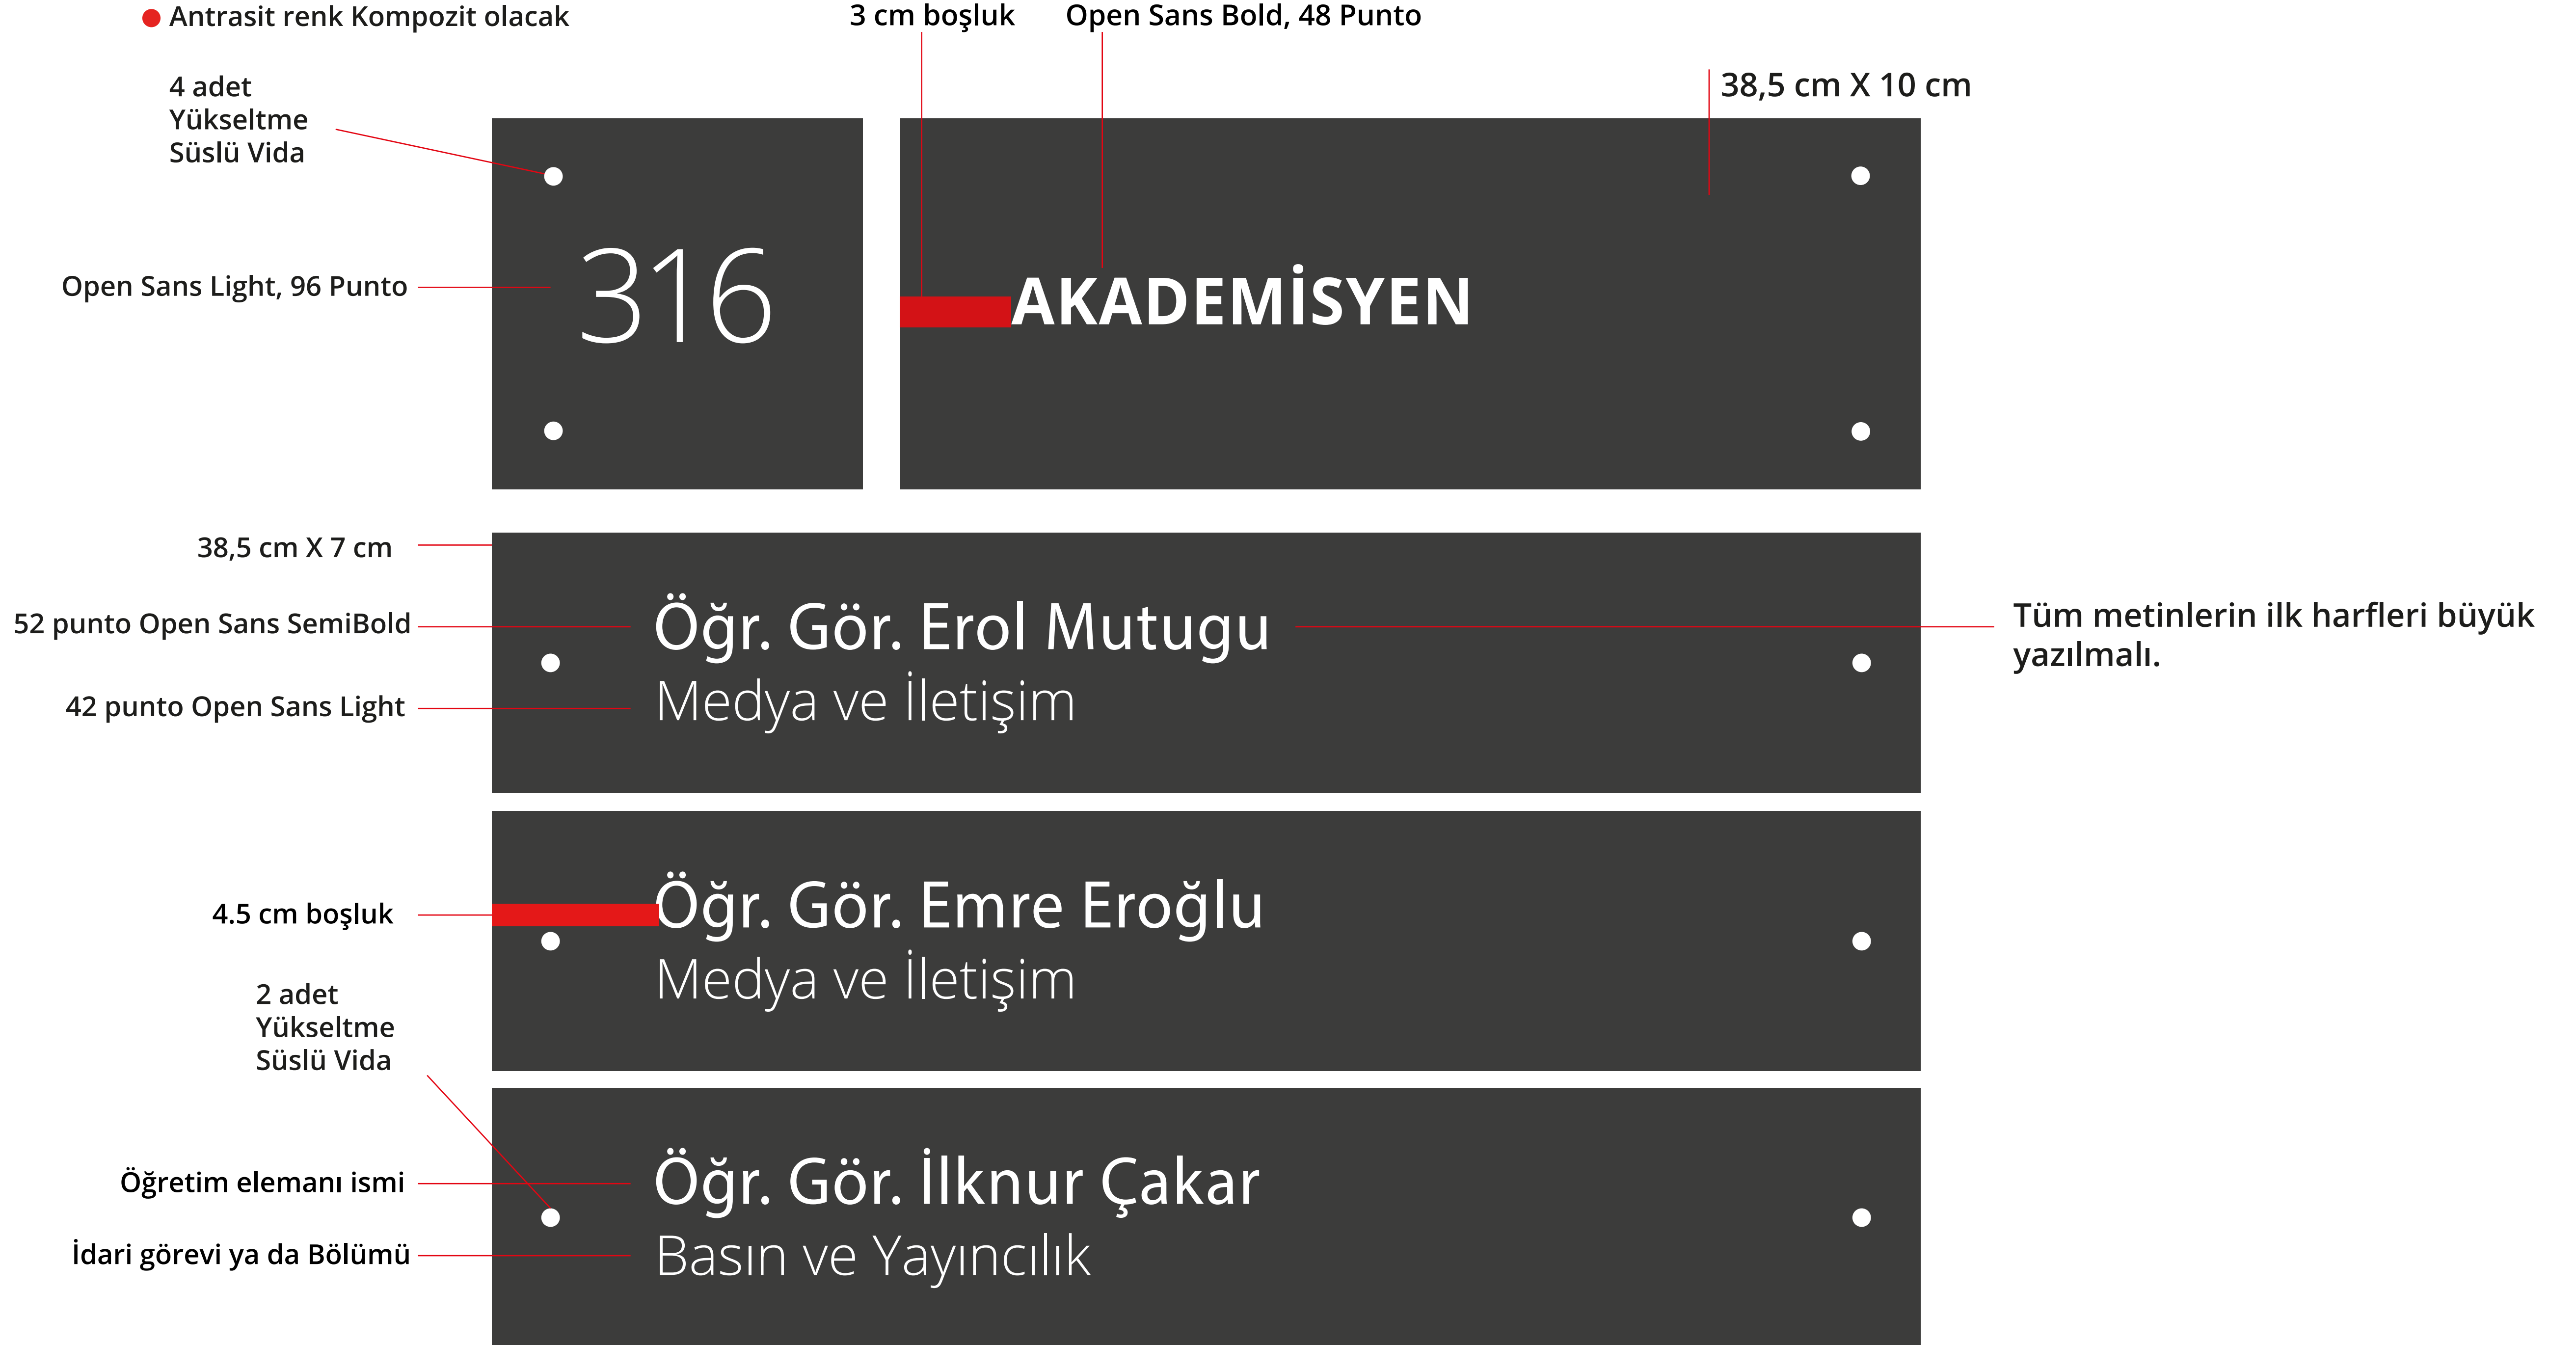 Antrasit renk Kompozit olacak
3 cm boşluk
Open Sans Bold, 48 Punto
4 adet
Yükseltme
Süslü Vida
38,5 cm X 10 cm
Open Sans Light, 96 Punto
316
AKADEMİSYEN
38,5 cm X 7 cm
52 punto Open Sans SemiBold
Öğr. Gör. Erol Mutugu
Tüm metinlerin ilk harfleri büyük
yazılmalı.
42 punto Open Sans Light
Medya ve İletişim
4.5 cm boşluk
Öğr. Gör. Emre Eroğlu
Medya ve İletişim
2 adet
Yükseltme
Süslü Vida
Öğretim elemanı ismi
Öğr. Gör. İlknur Çakar
İdari görevi ya da Bölümü
Basın ve Yayıncılık